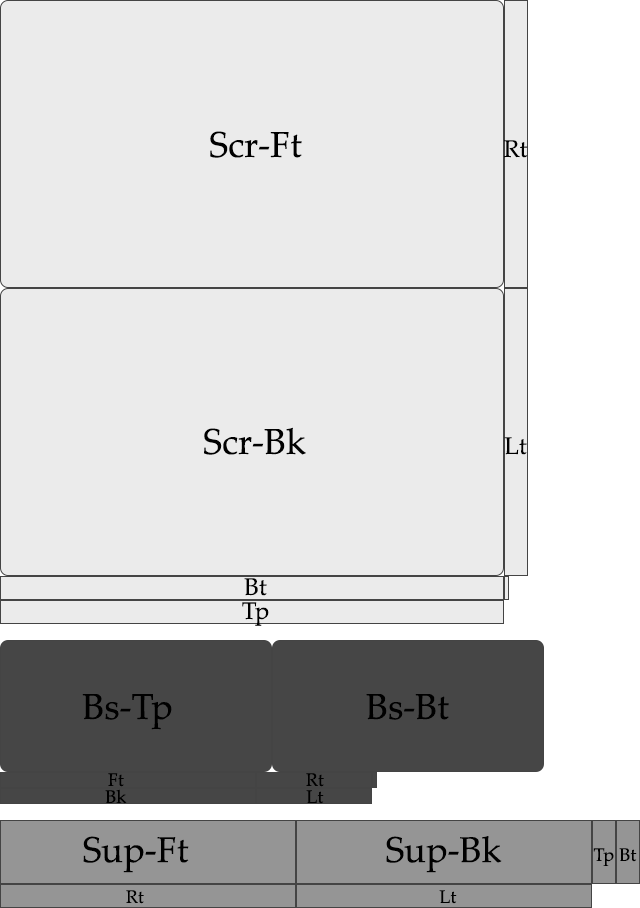 Scr-Ft
Rt
Scr-Bk
Lt
Bt
Tp
Bs-Tp Bs-Bt
Ft Rt
Bk Lt
Sup-Ft Sup-Bk Tp Bt
Rt Lt